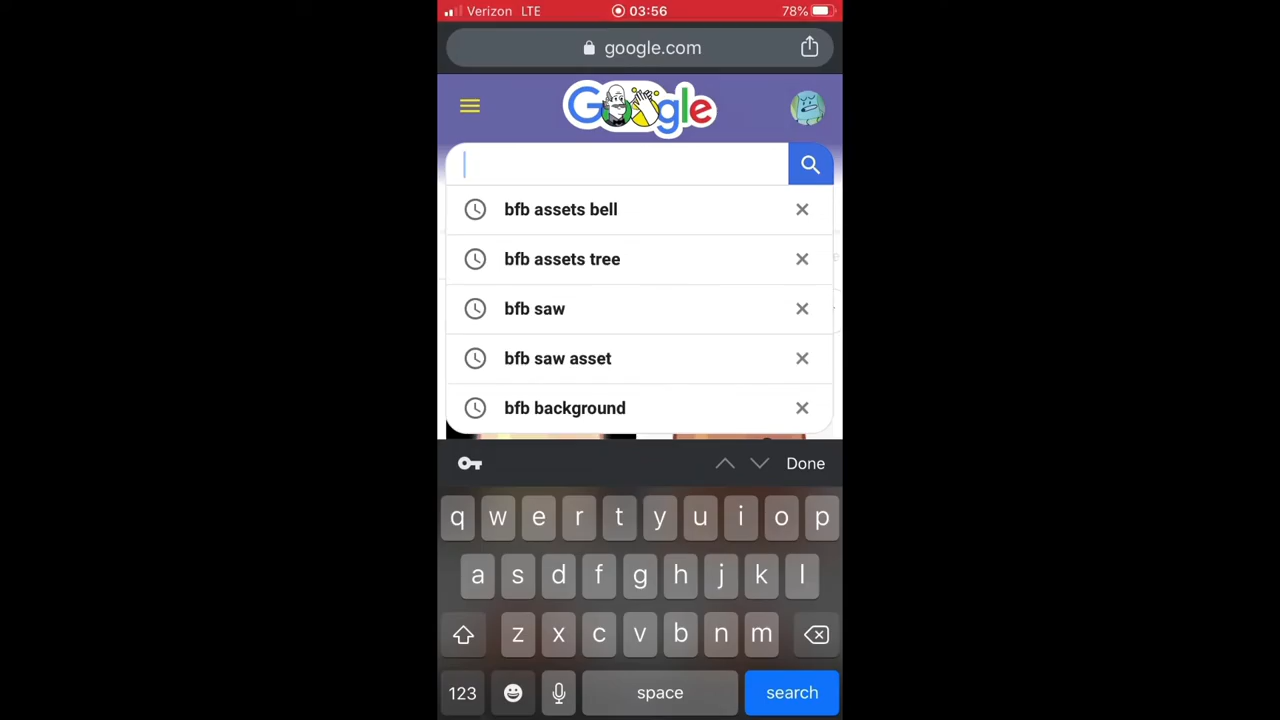 Verizon LTE 03:56 78%
google.com
Google
bfb assets bell
bfb assets tree
bfb saw
bfb saw asset
bfb background
Done
q w e r t y u i o p
a s d f g h j k l
z x c v b n m
123 space search